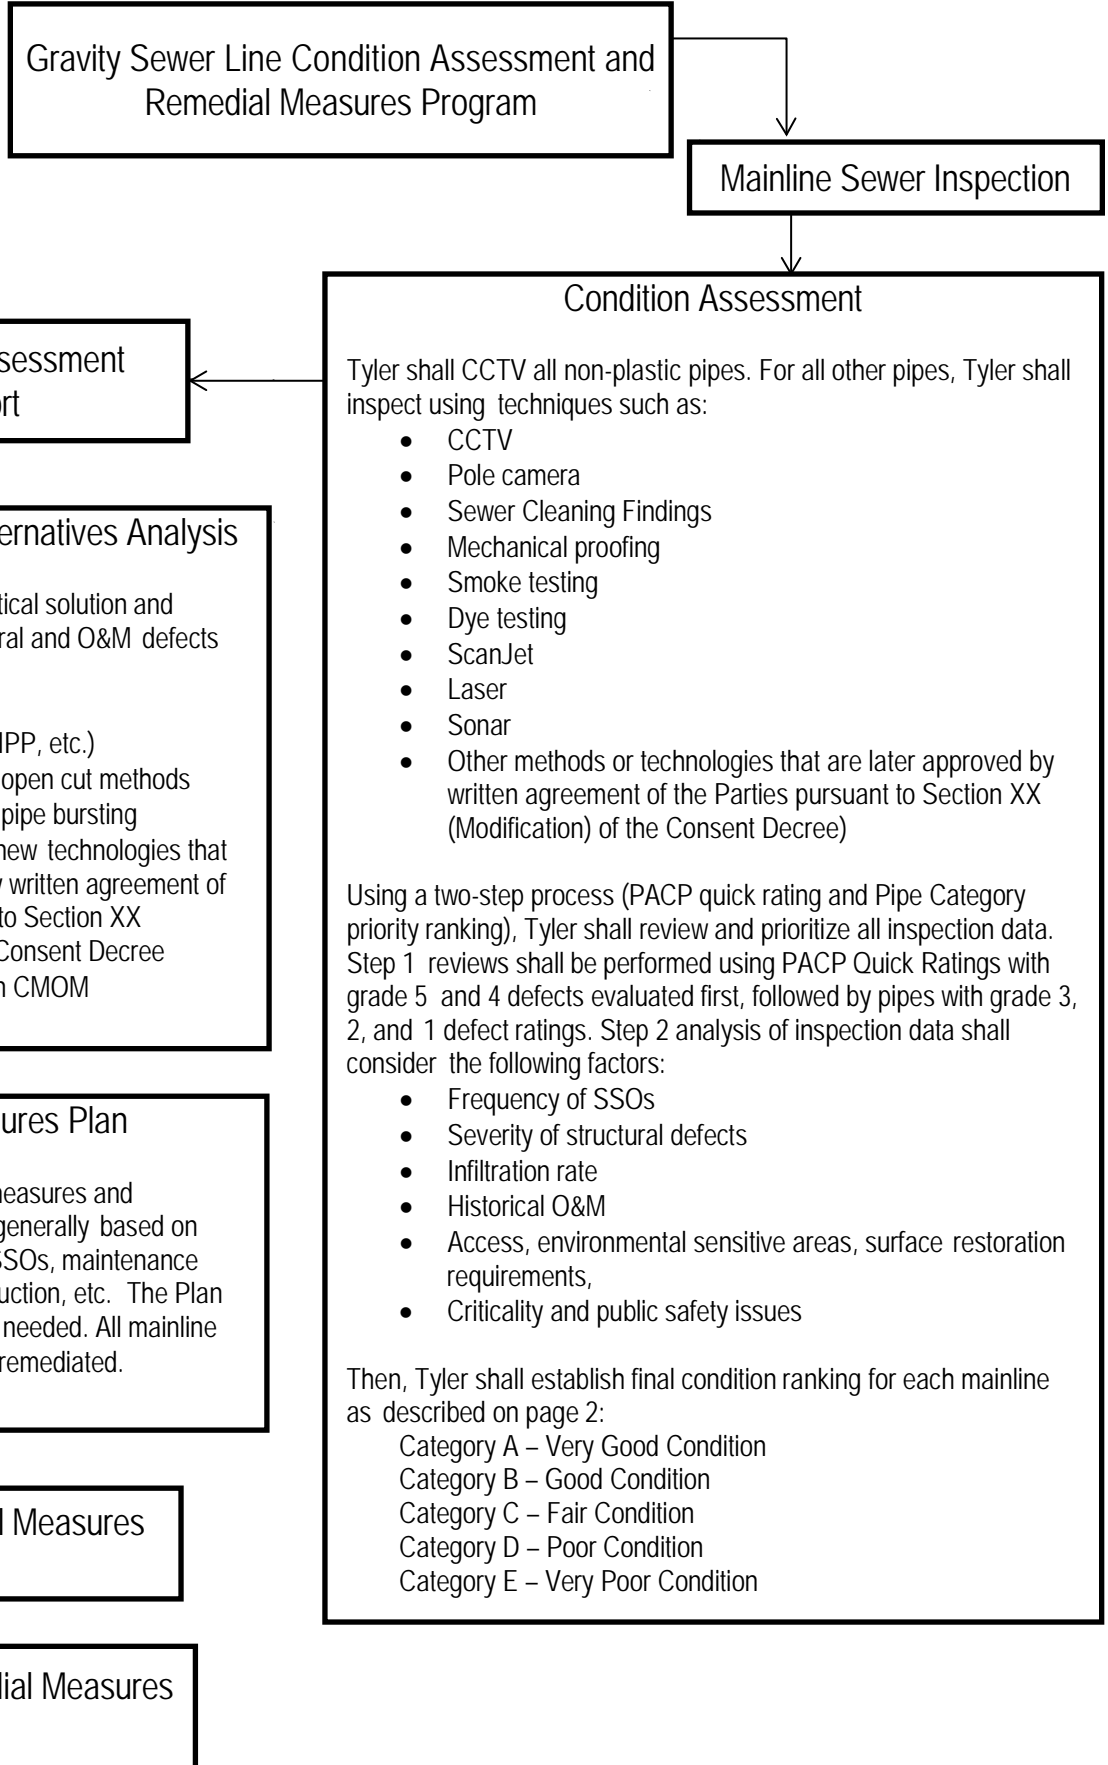 Gravity Sewer Line Condition Assessment and
Remedial Measures Program
Mainline Sewer Inspection
Condition Assessment
Tyler shall CCTV all non-plastic pipes. For all other pipes, Tyler shall
inspect using techniques such as:
• CCTV
• Pole camera
• Sewer Cleaning Findings
• Mechanical proofing
• Smoke testing
• Dye testing
• ScanJet
• Laser
• Sonar
• Other methods or technologies that are later approved by
written agreement of the Parties pursuant to Section XX
(Modification) of the Consent Decree)
Using a two-step process (PACP quick rating and Pipe Category
priority ranking), Tyler shall review and prioritize all inspection data.
Step 1 reviews shall be performed using PACP Quick Ratings with
grade 5 and 4 defects evaluated first, followed by pipes with grade 3,
2, and 1 defect ratings. Step 2 analysis of inspection data shall
consider the following factors:
• Frequency of SSOs
• Severity of structural defects
• Infiltration rate
• Historical O&M
• Access, environmental sensitive areas, surface restoration
requirements,
• Criticality and public safety issues
Then, Tyler shall establish final condition ranking for each mainline
as described on page 2:
Category A – Very Good Condition
Category B – Good Condition
Category C – Fair Condition
Category D – Poor Condition
Category E – Very Poor Condition
sessment
rt
ernatives Analysis
tical solution and
ral and O&M defects
IPP, etc.)
open cut methods
pipe bursting
new technologies that
written agreement of
to Section XX
Consent Decree
CMOM
ures Plan
measures and
generally based on
SSOs, maintenance
uction, etc. The Plan
needed. All mainline
remediated.
Measures
ial Measures